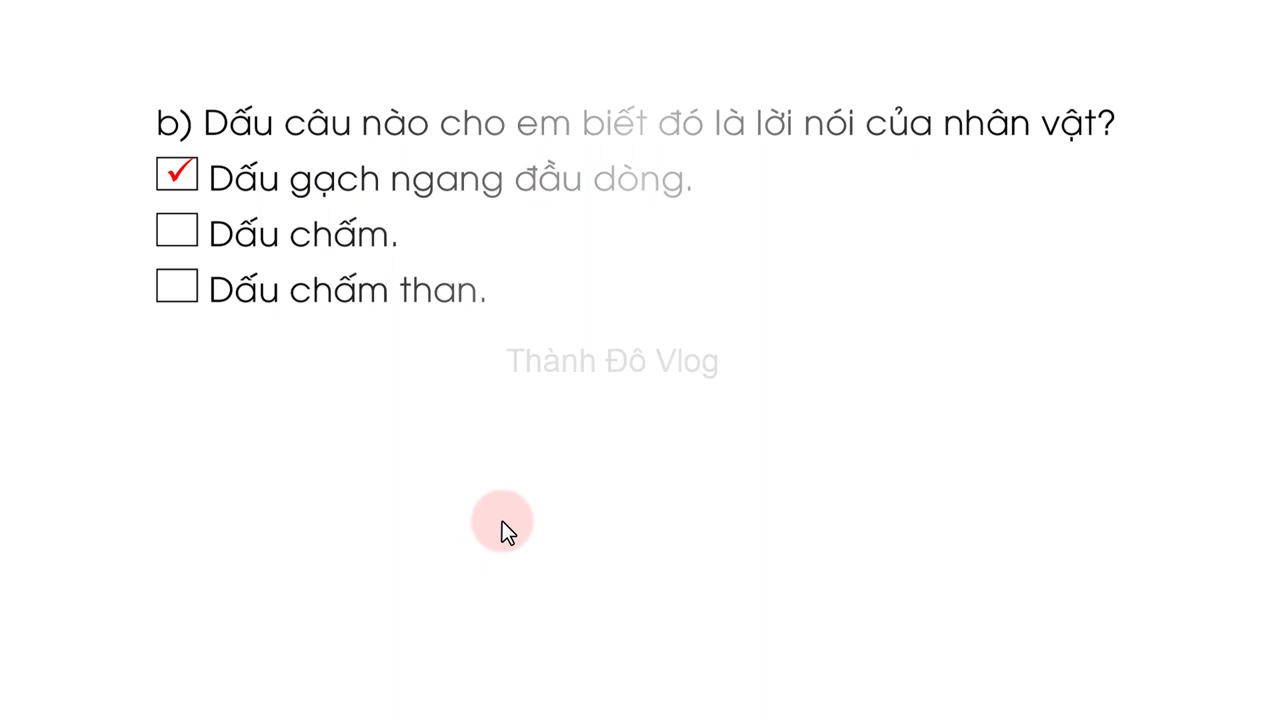 b) Dấu câu nào cho em biết đó là lời nói của nhân vật?
Dấu gạch ngang đầu dòng.
Dấu chấm.
Dấu chấm than.
Thành Đô Vlog